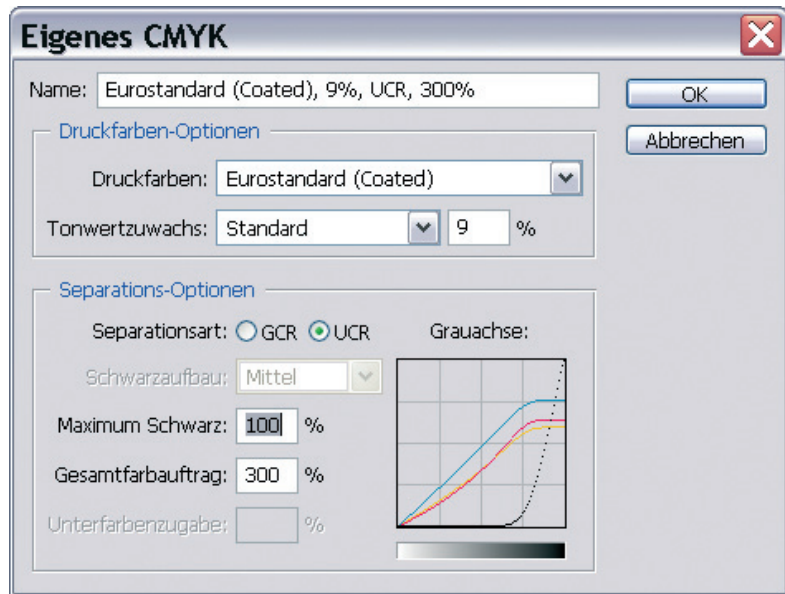 Eigenes CMYK
Name: Eurostandard (Coated), 9%, UCR, 300%
OK
Abbrechen
Druckfarben-Optionen
Druckfarben: Eurostandard (Coated)
Tonwertzuwachs: Standard 9 %
Separations-Optionen
Separationsart: GCR UCR Grauachse:
Schwarzaufbau: Mittel
Maximum Schwarz: 100 %
Gesamtfarbauftrag: 300 %
Unterfarbenzugabe: %